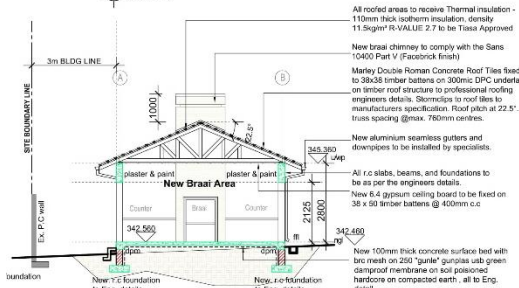 All roofed areas to receive Thermal insulation -
110mm thick isotherm insulation, density
11.5kg/m³ R-VALUE 2.7 to be Tiasa Approved
New braai chimney to comply with the Sans
10400 Part V (Facebrick finish)
3m BLDG LINE
A
B
Marley Double Roman Concrete Roof Tiles fixed
to 38x38 timber battens on 300mic DPC underla
on timber roof structure to professional roofing
engineers details. Stormclips to roof tiles to
manufacturers specification. Roof pitch at 22.5°.
truss spacing @max. 760mm centres.
1000
22.5°
SITE BOUNDARY LINE
New aluminium seamless gutters and
downpipes to be installed by specialists.
345.360
u/wp
plaster & paint
plaster & paint
All r.c slabs, beams, and foundations to
be as per the engineers details.
New Braai Area
New 6.4 gypsum ceiling board to be fixed on
38 x 50 timber battens @ 400mm c.c
Counter
Braai
Counter
2125
2800
Ex. P.C wall
342.560
ffl
342.460
ngl
dpm
dpm
New 100mm thick concrete surface bed with
brc mesh on 250 "gunle" gunplas usb green
damproof membrane on soil poisioned
hardcore on compacted earth , all to Eng.
detail
oundation
New r.c foundation
New r.c foundation